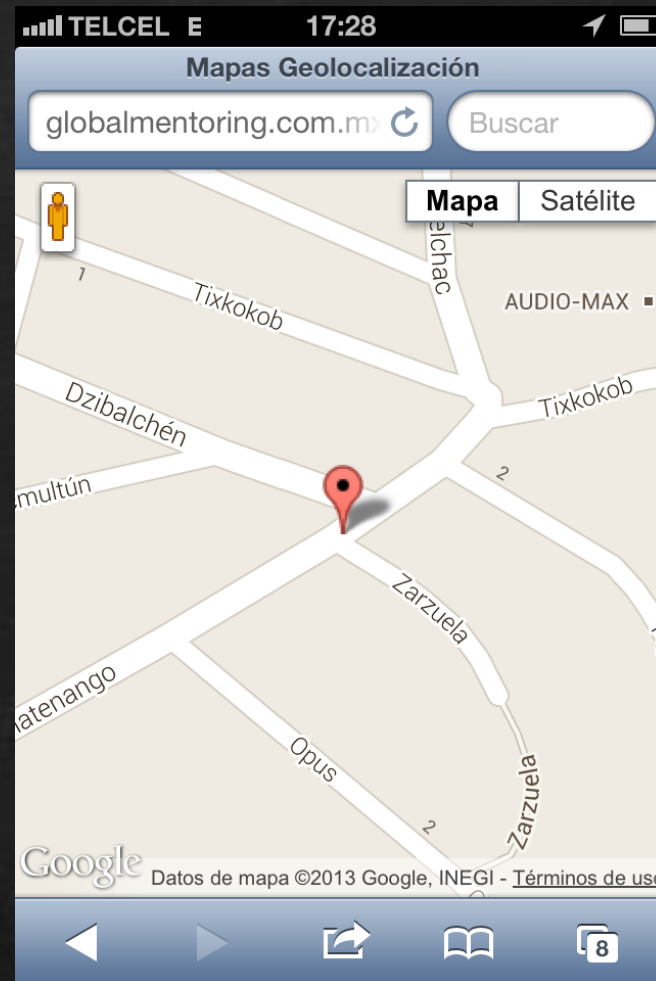 TELCEL E 17:28
Mapas Geolocalización
globalmentoring.com.mx
Buscar
Mapa Satélite
elchac
1
Tixkokob
AUDIO-MAX
Dzibalchén
Tixkokob
multún
2
Zarzuela
atenango
Opus
Zarzuela
2
Google
Datos de mapa ©2013 Google, INEGI - Términos de uso
8